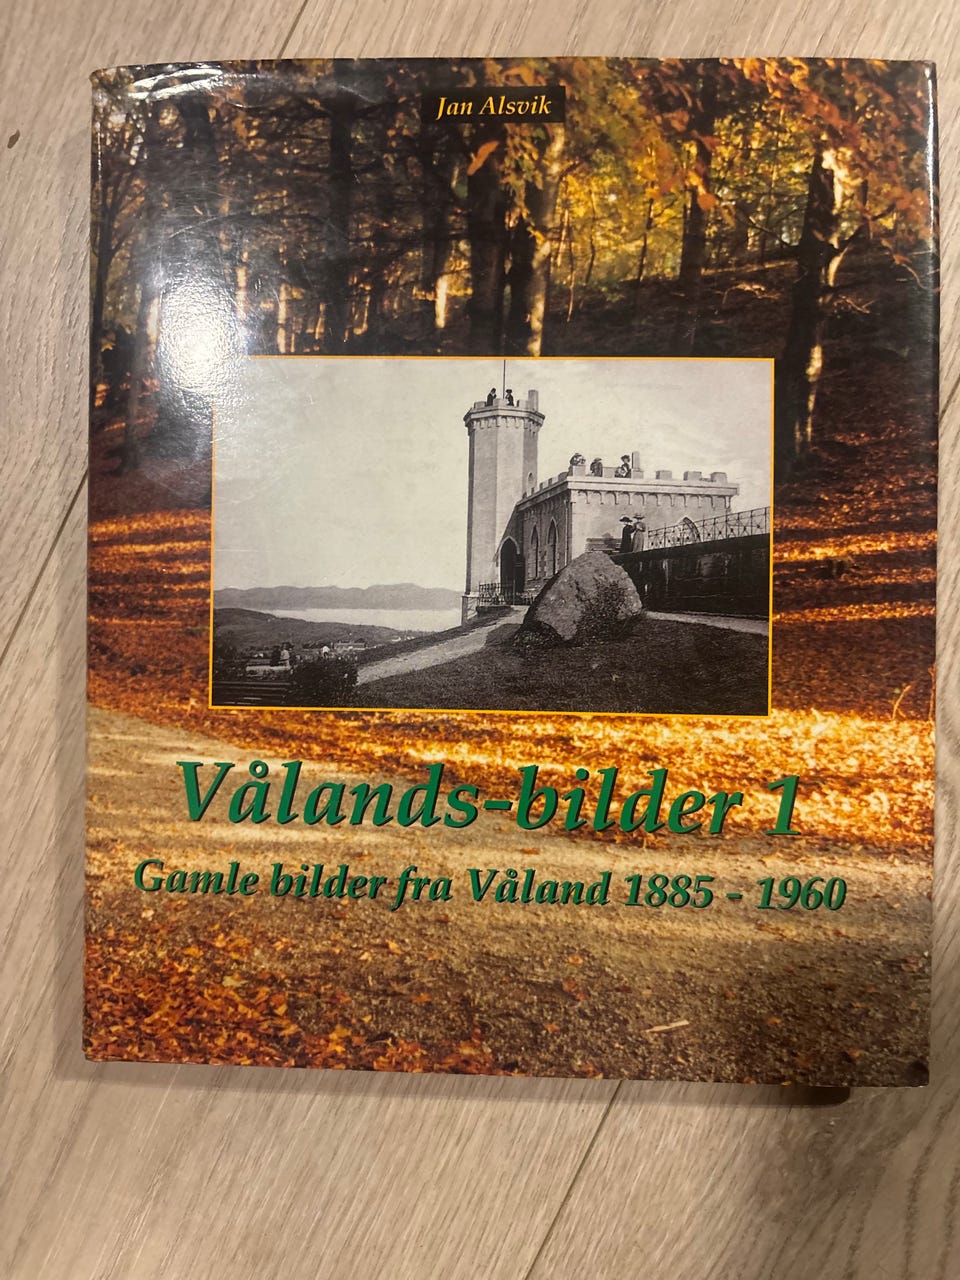 Jan Alsvik
Vålands-bilder 1
Gamle bilder fra Våland 1885 - 1960